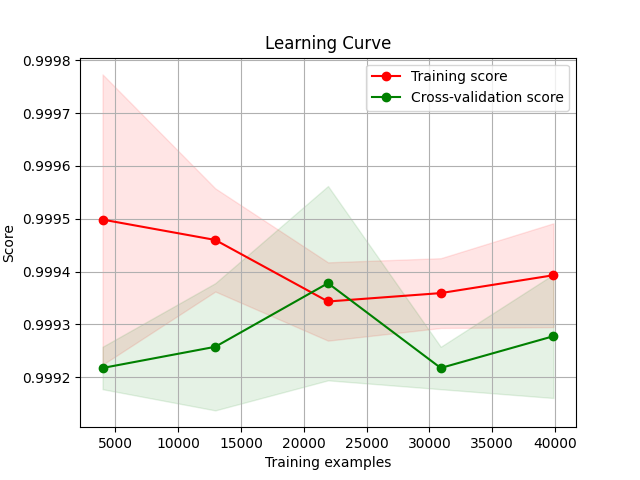 Learning Curve
0.9998
0.9997
0.9996
0.9995
0.9994
0.9993
0.9992
Score
Training score
Cross-validation score
5000 10000 15000 20000 25000 30000 35000 40000
Training examples